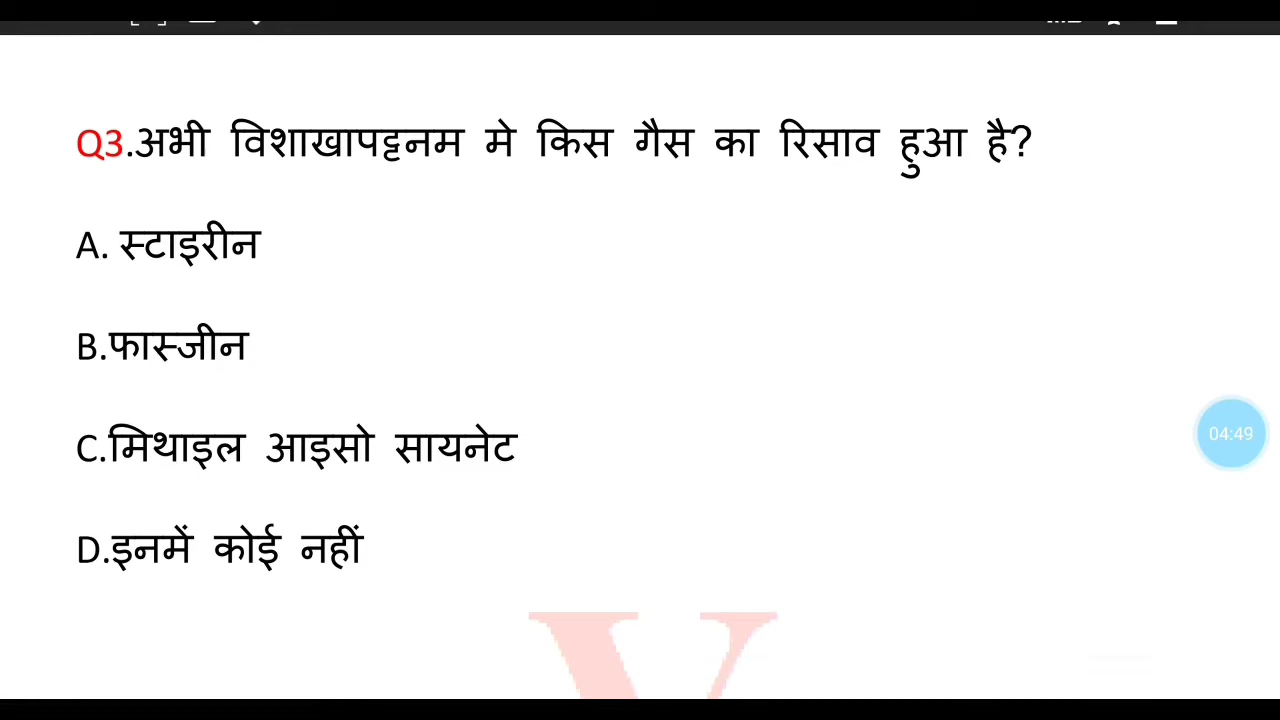 Q3.अभी विशाखापट्टनम मे किस गैस का रिसाव हुआ है?
A. स्टाइरीन
B.फास्जीन
C.मिथाइल आइसो सायनेट
D.इनमें कोई नहीं
04:49